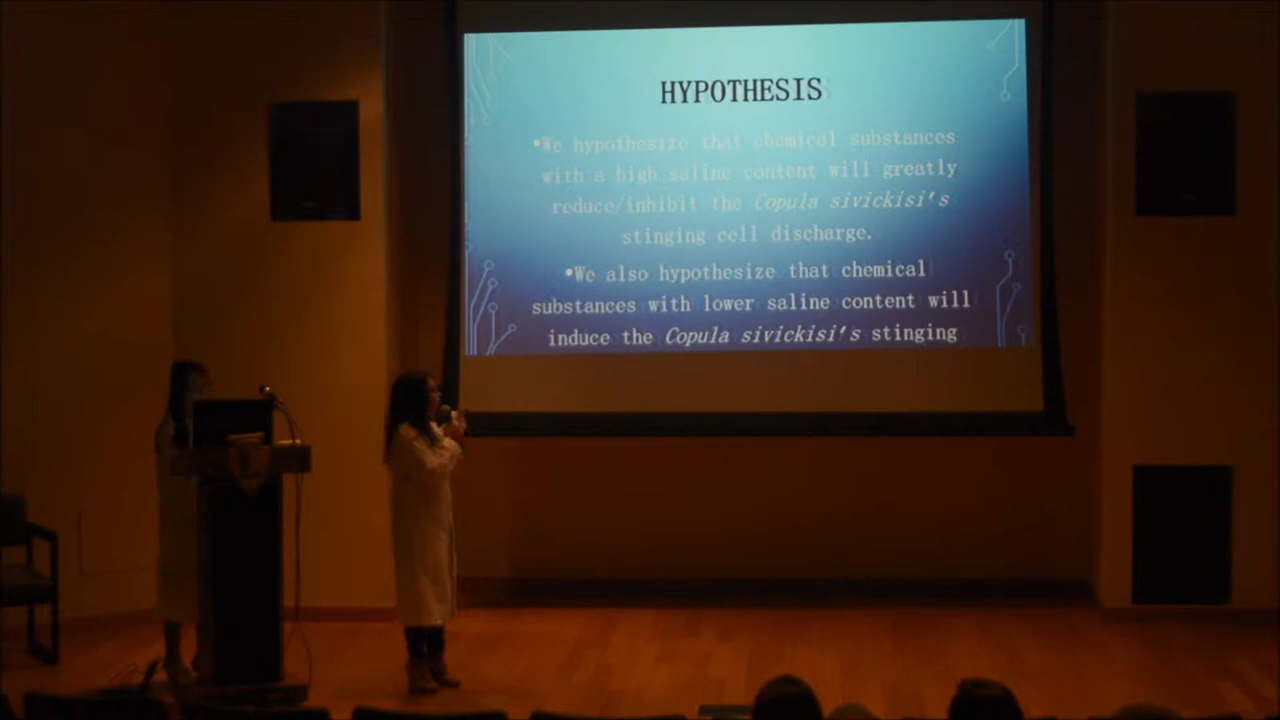 HYPOTHESIS
•We hypothesize that chemical substances
with a high saline content will greatly
reduce/inhibit the Copula sivickisi's
stinging cell discharge.
•We also hypothesize that chemical
substances with lower saline content will
induce the Copula sivickisi's stinging